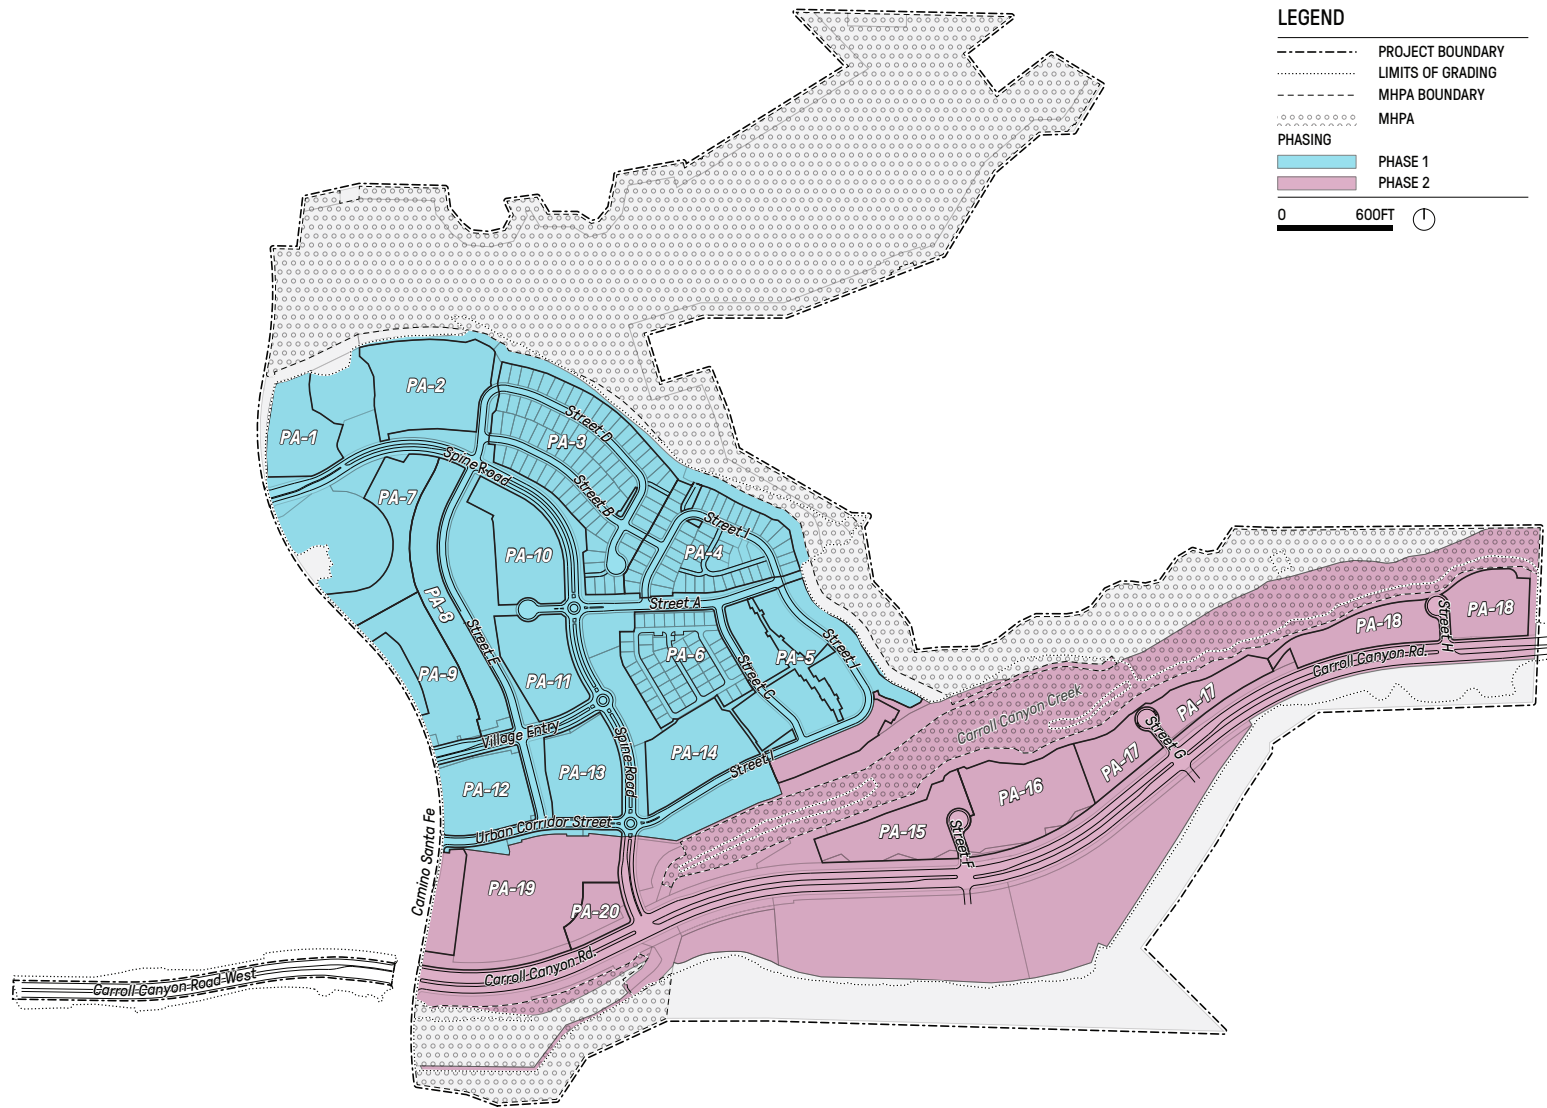 LEGEND
PROJECT BOUNDARY
LIMITS OF GRADING
MHPA BOUNDARY
MHPA
PHASING
PHASE 1
PHASE 2
0 600FT
PA-2
PA-1
Street D
PA-3
Spine Road
PA-7
Street B
Street J
PA-10
PA-4
PA-8
Street A
Street E
PA-6
PA-5
Street I
PA-9
PA-11
Street C
Village Entry
Spine Road
PA-14
Street I
PA-13
PA-12
Urban Corridor Street
Camino Santa Fe
PA-19
PA-20
Carroll Canyon Rd.
Carroll Canyon Road West
Carroll Canyon Creek
PA-15
Street F
PA-16
PA-17
Street G
PA-17
Carroll Canyon Rd.
PA-18
Street H
PA-18